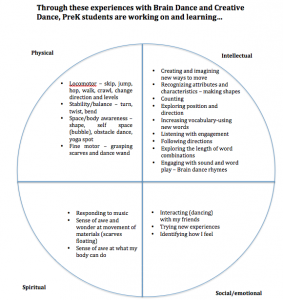 Through these experiences with Brain Dance and Creative
Dance, PreK students are working on and learning…
Physical
Intellectual
• Locomotor – skip, jump,
hop, walk, crawl, change
direction and levels
• Stability/balance – turn,
twist, bend
• Space/body awareness –
shape, self space
(bubble), obstacle dance,
yoga spot
• Fine motor – grasping
scarves and dance wand
• Creating and imagining
new ways to move
• Recognizing attributes and
characteristics – making shapes
• Counting
• Exploring position and
direction
• Increasing vocabulary-using
new words
• Listening with engagement
• Following directions
• Exploring the length of word
combinations
• Engaging with sound and word
play – Brain dance rhymes
• Responding to music
• Sense of awe and
wonder at movement of
materials (scarves
floating)
• Sense of awe at what my
body can do
• Interacting (dancing)
with my friends
• Trying new experiences
• Identifying how I feel
Spiritual
Social/emotional